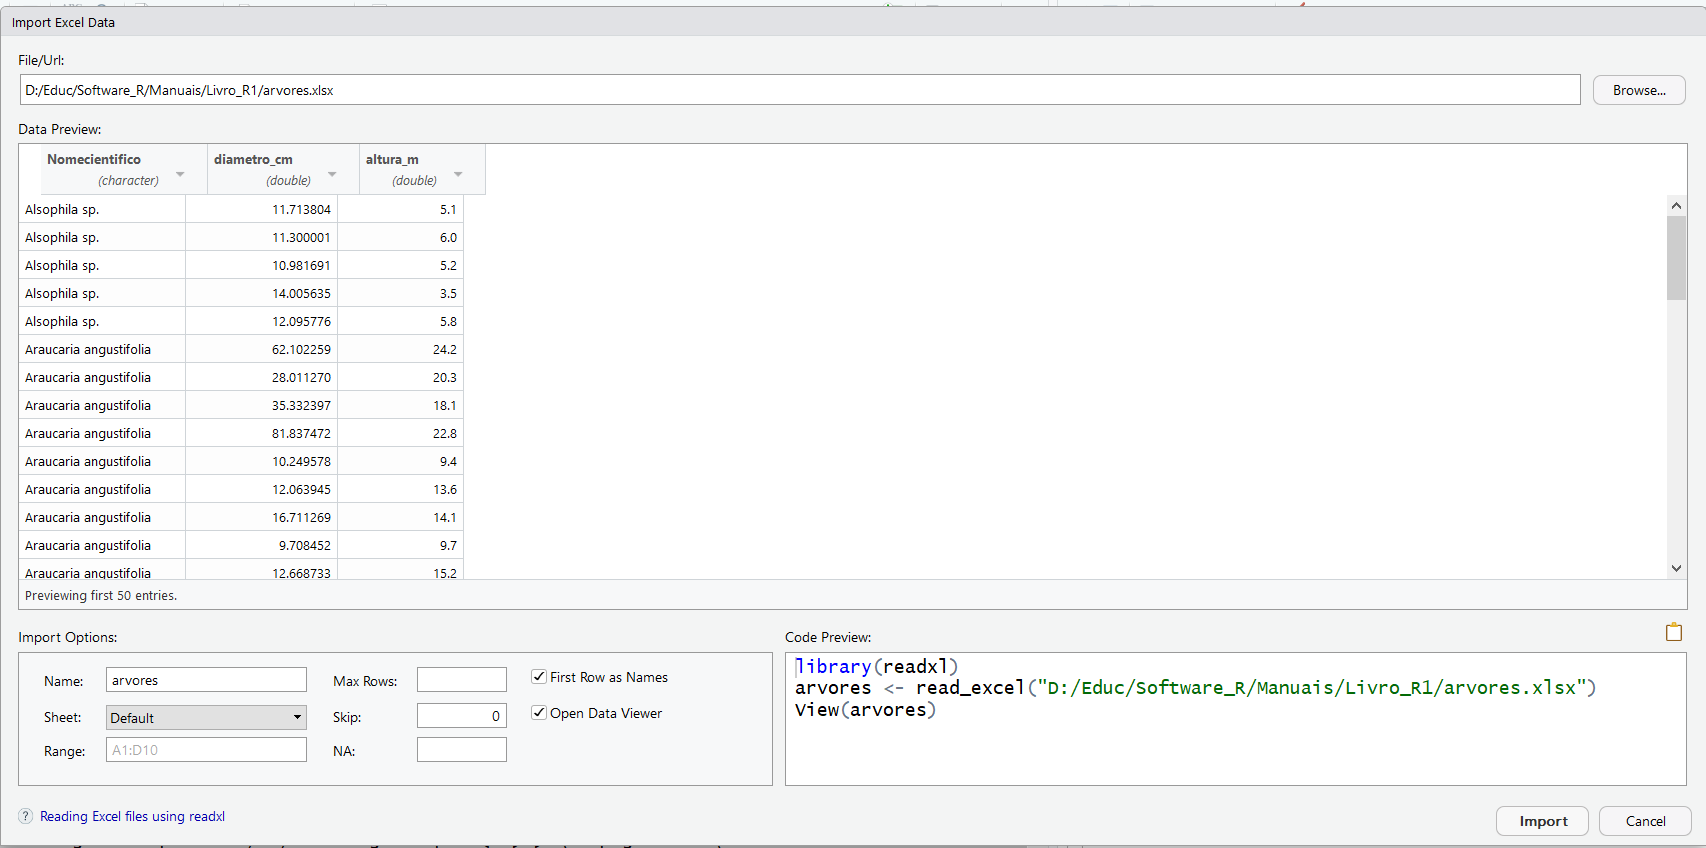 Import Excel Data
File/Url:
D:/Educ/Software_R/Manuais/Livro_R1/arvores.xlsx
Browse...
Data Preview:
Nomecientifico diametro_cm altura_m
(character) (double) (double)
Alsophila sp. 11.713804 5.1
Alsophila sp. 11.300001 6.0
Alsophila sp. 10.981691 5.2
Alsophila sp. 14.005635 3.5
Alsophila sp. 12.095776 5.8
Araucaria angustifolia 62.102259 24.2
Araucaria angustifolia 28.011270 20.3
Araucaria angustifolia 35.332397 18.1
Araucaria angustifolia 81.837472 22.8
Araucaria angustifolia 10.249578 9.4
Araucaria angustifolia 12.063945 13.6
Araucaria angustifolia 16.711269 14.1
Araucaria angustifolia 9.708452 9.7
Araucaria angustifolia 12.668733 15.2
Previewing first 50 entries.
Import Options:
Name: arvores Max Rows: First Row as Names
Sheet: Default Skip: 0 Open Data Viewer
Range: A1:D10 NA:
Code Preview:
library(readxl)
arvores <- read_excel("D:/Educ/Software_R/Manuais/Livro_R1/arvores.xlsx")
View(arvores)
? Reading Excel files using readxl
Import Cancel